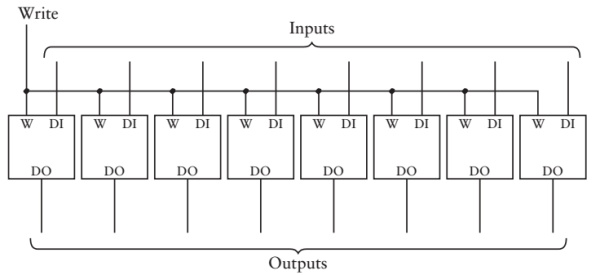 Write
Inputs
W DI W DI W DI W DI W DI W DI W DI W DI
DO DO DO DO DO DO DO DO
Outputs